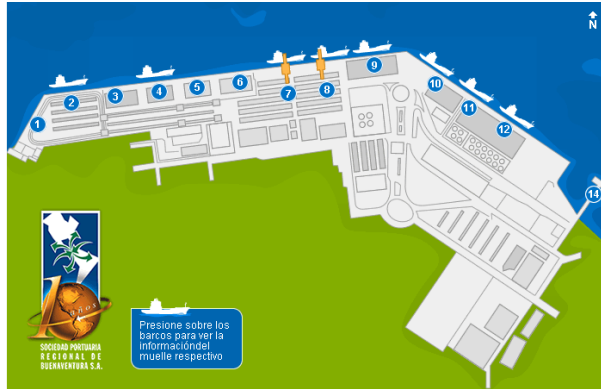 N
1
2
3
4
5
6
7
8
9
10
11
12
14
años
SOCIEDAD PORTUARIA
REGIONAL DE
BUENAVENTURA S.A.
Presione sobre los
barcos para ver la
informacióndel
muelle respectivo